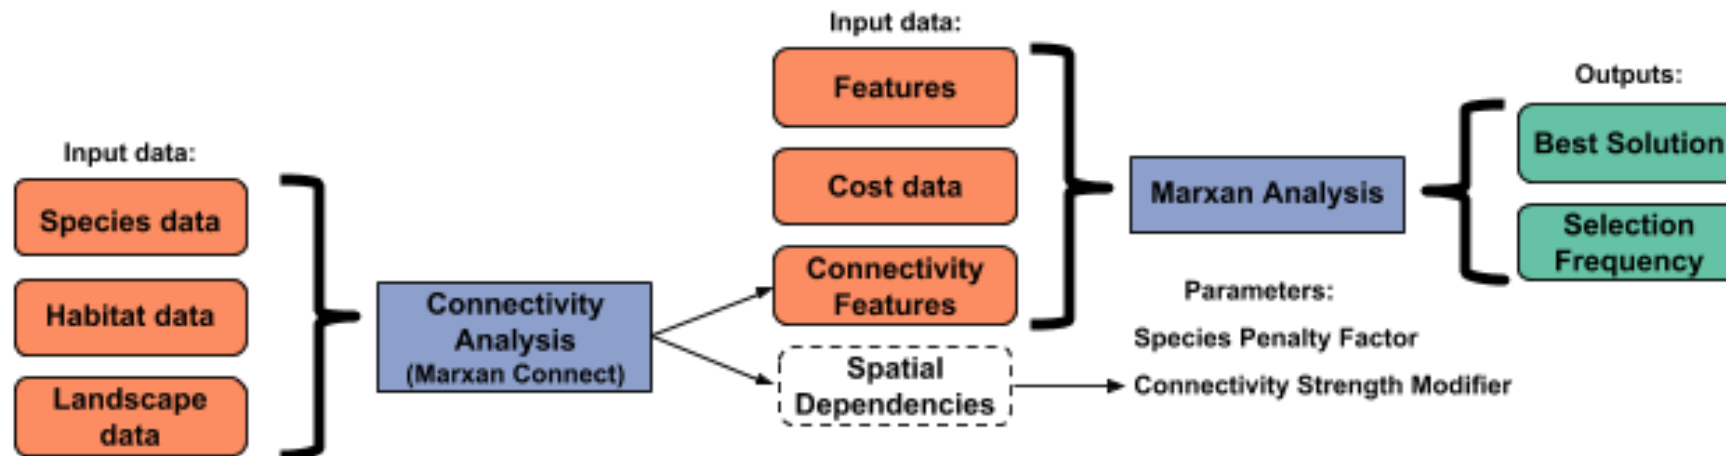 Input data:
Species data
Habitat data
Landscape
data
Connectivity
Analysis
(Marxan Connect)
Input data:
Features
Cost data
Connectivity
Features
Spatial
Dependencies
Marxan Analysis
Parameters:
Species Penalty Factor
Connectivity Strength Modifier
Outputs:
Best Solution
Selection
Frequency